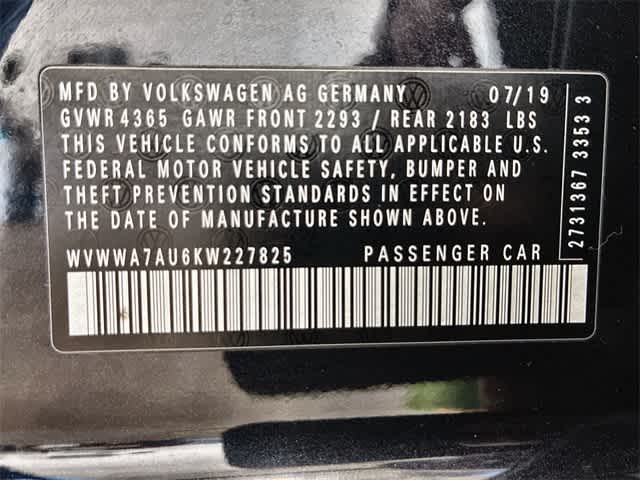 MFD BY VOLKSWAGEN AG GERMANY 07/19
GVWR 4365 GAWR FRONT 2293 / REAR 2183 LBS
THIS VEHICLE CONFORMS TO ALL APPLICABLE U.S.
FEDERAL MOTOR VEHICLE SAFETY, BUMPER AND
THEFT PREVENTION STANDARDS IN EFFECT ON
THE DATE OF MANUFACTURE SHOWN ABOVE.
WVWWA7AU6KW227825 PASSENGER CAR
2731367 3353 3